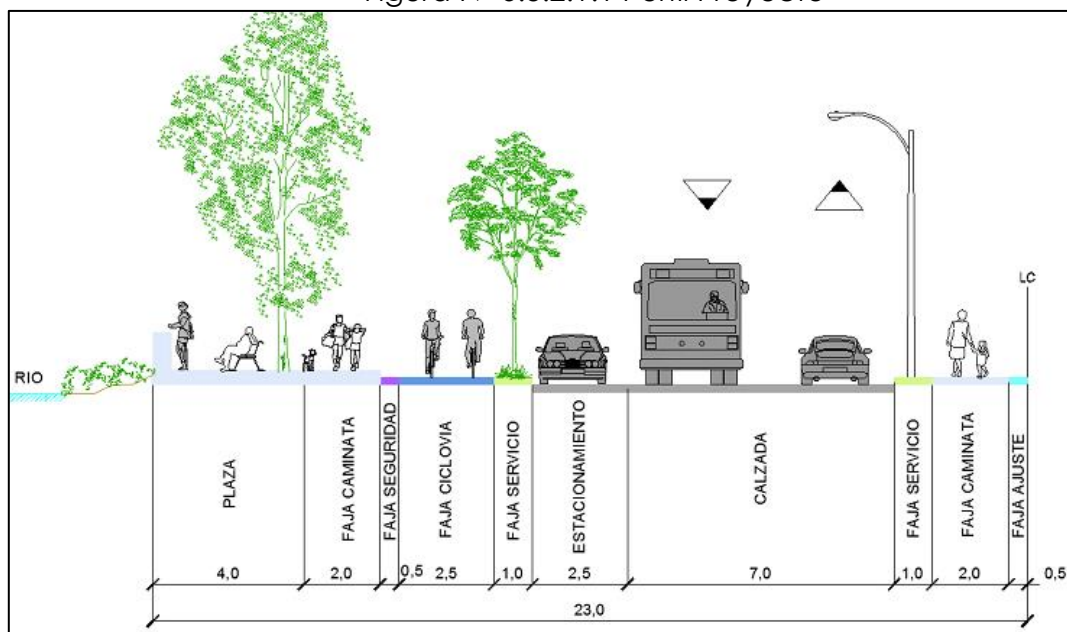 RIO
LC
PLAZA
FAJA CAMINATA
FAJA SEGURIDAD
FAJA CICLOVIA
FAJA SERVICIO
ESTACIONAMIENTO
CALZADA
FAJA SERVICIO
FAJA CAMINATA
FAJA AJUSTE
4,0 2,0 0,5 2,5 1,0 2,5 7,0 1,0 2,0 0,5
23,0